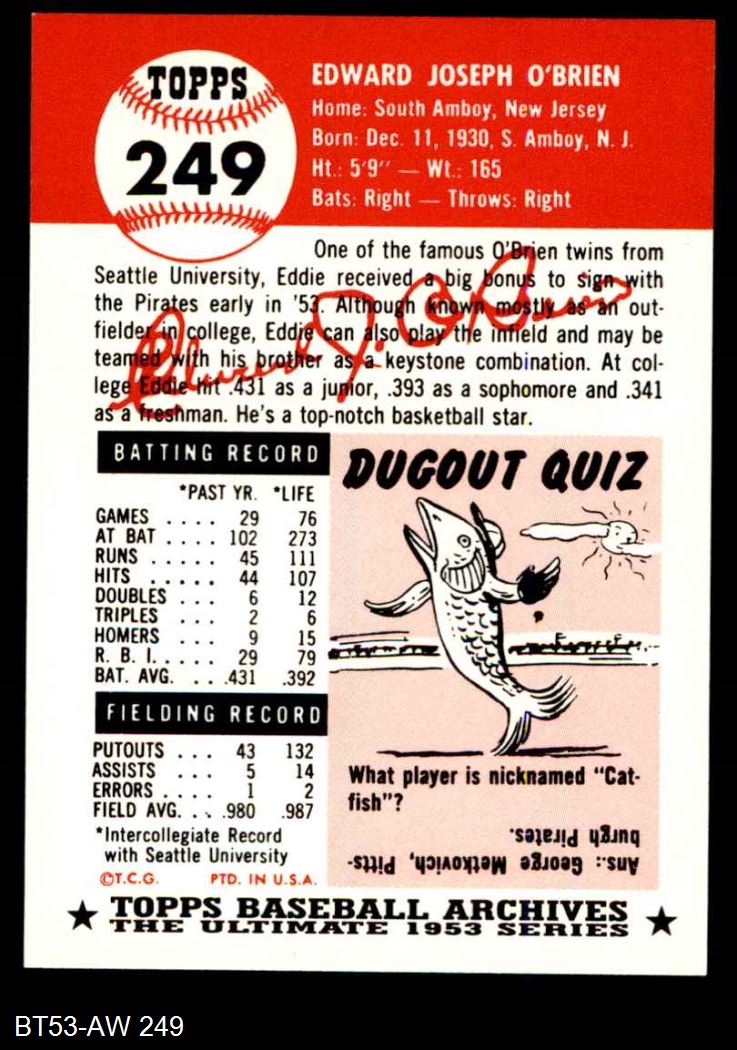 TOPPS
249
EDWARD JOSEPH O'BRIEN
Home: South Amboy, New Jersey
Born: Dec. 11, 1930, S. Amboy, N. J.
Ht.: 5'9" — Wt.: 165
Bats: Right — Throws: Right
One of the famous O'Brien twins from
Seattle University, Eddie received a big bonus to sign with
the Pirates early in '53. Although known mostly as an out-
fielder in college, Eddie can also play the infield and may be
teamed with his brother as a keystone combination. At col-
lege Eddie hit .431 as a junior, .393 as a sophomore and .341
as a freshman. He's a top-notch basketball star.
Edward J. O'Brien
BATTING RECORD
*PAST YR. *LIFE
GAMES .... 29 76
AT BAT .... 102 273
RUNS .... 45 111
HITS ..... 44 107
DOUBLES ... 6 12
TRIPLES ... 2 6
HOMERS ... 9 15
R. B. I. .... 29 79
BAT. AVG. ... .431 .392
FIELDING RECORD
PUTOUTS ... 43 132
ASSISTS ... 5 14
ERRORS .... 1 2
FIELD AVG. ... .980 .987
*Intercollegiate Record
with Seattle University
©T.C.G. PTD. IN U.S.A.
DUGOUT QUIZ
What player is nicknamed "Cat-
fish"?
Ans.: George Metkovich, Pitts-
burgh Pirates.
TOPPS BASEBALL ARCHIVES
THE ULTIMATE 1953 SERIES
BT53-AW 249